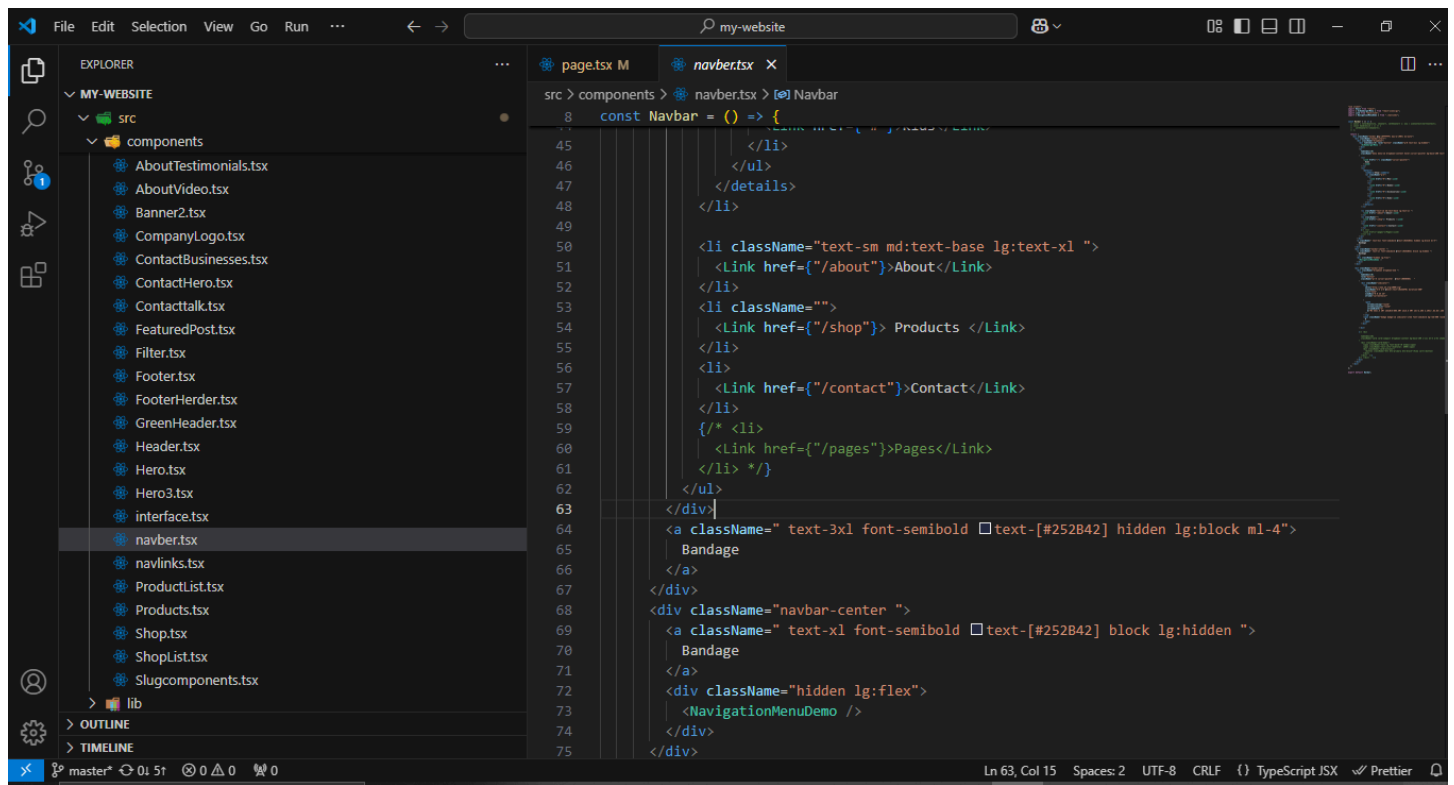 File Edit Selection View Go Run ··· ← → my-website
EXPLORER ···
MY-WEBSITE
src
components
AboutTestimonials.tsx
AboutVideo.tsx
Banner2.tsx
CompanyLogo.tsx
ContactBusinesses.tsx
ContactHero.tsx
Contacttalk.tsx
FeaturedPost.tsx
Filter.tsx
Footer.tsx
FooterHerder.tsx
GreenHeader.tsx
Header.tsx
Hero.tsx
Hero3.tsx
interface.tsx
navber.tsx
navlinks.tsx
ProductList.tsx
Products.tsx
Shop.tsx
ShopList.tsx
Slugcomponents.tsx
lib
OUTLINE
TIMELINE
1
page.tsx M navber.tsx
src > components > navber.tsx > Navbar
8 const Navbar = () => {
44 <Link href={"#"}>Kids</Link>
45 </li>
46 </ul>
47 </details>
48 </li>
49
50 <li className="text-sm md:text-base lg:text-xl ">
51 <Link href={"/about"}>About</Link>
52 </li>
53 <li className="">
54 <Link href={"/shop"}> Products </Link>
55 </li>
56 <li>
57 <Link href={"/contact"}>Contact</Link>
58 </li>
59 {/* <li>
60 <Link href={"/pages"}>Pages</Link>
61 </li> */}
62 </ul>
63 </div>
64 <a className=" text-3xl font-semibold text-[#252B42] hidden lg:block ml-4">
65 Bandage
66 </a>
67 </div>
68 <div className="navbar-center ">
69 <a className=" text-xl font-semibold text-[#252B42] block lg:hidden ">
70 Bandage
71 </a>
72 <div className="hidden lg:flex">
73 <NavigationMenuDemo />
74 </div>
75 </div>
master* 0↓ 5↑ 0 0 0 Ln 63, Col 15 Spaces: 2 UTF-8 CRLF {} TypeScript JSX Prettier